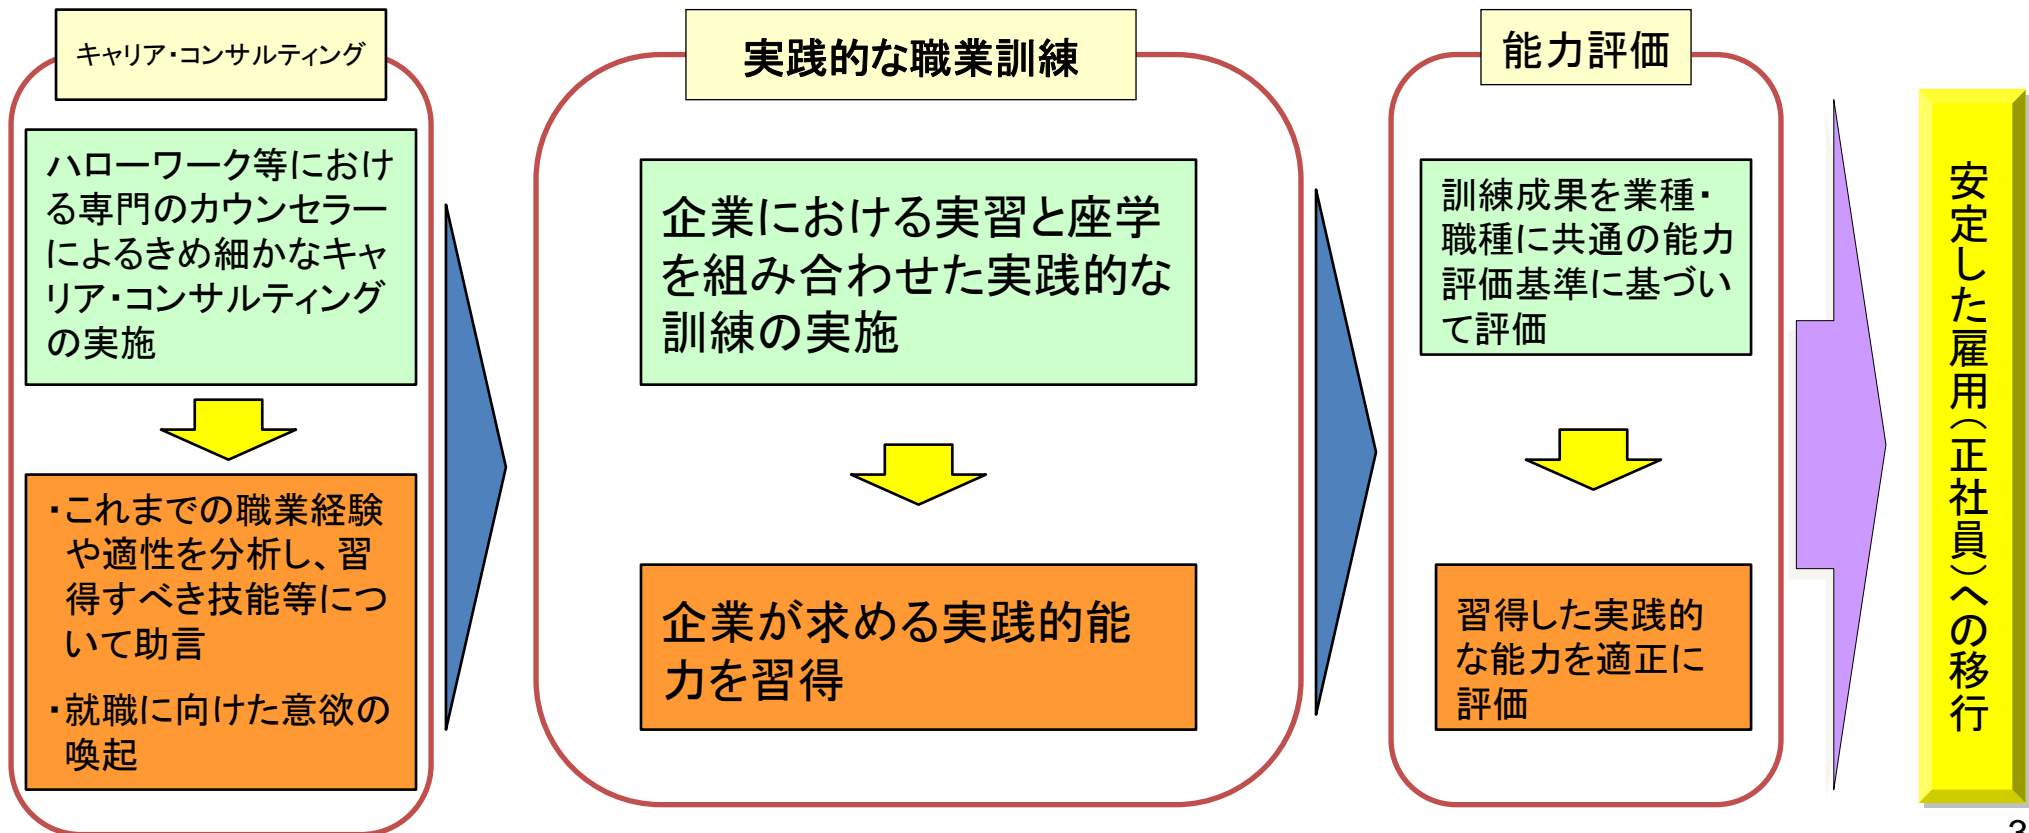 キャリア・コンサルティング
ハローワーク等におけ
る専門のカウンセラー
によるきめ細かなキャ
リア・コンサルティング
の実施
・これまでの職業経験
や適性を分析し、習
得すべき技能等につ
いて助言
・就職に向けた意欲の
喚起
実践的な職業訓練
企業における実習と座学
を組み合わせた実践的な
訓練の実施
企業が求める実践的能
力を習得
能力評価
訓練成果を業種・
職種に共通の能力
評価基準に基づい
て評価
習得した実践的
な能力を適正に
評価
安定した雇用（正社員）への移行
3